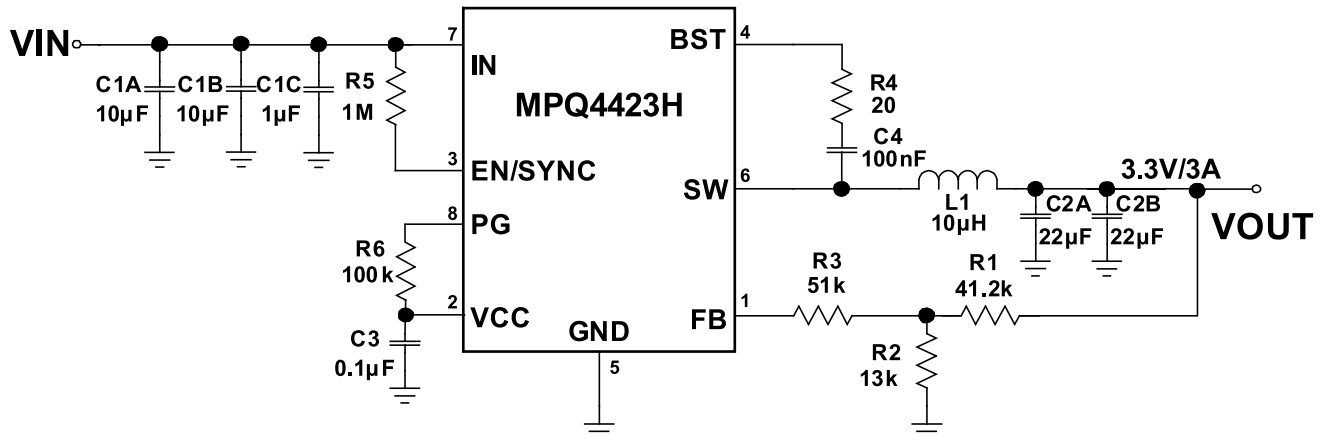 VIN
C1A
10µF
C1B
10µF
C1C
1µF
R5
1M
7
IN
MPQ4423H
BST
4
R4
20
C4
100nF
3
EN/SYNC
SW
6
L1
10µH
3.3V/3A
C2A
22µF
C2B
22µF
VOUT
8
PG
R6
100k
2
VCC
C3
0.1µF
GND
5
FB
1
R3
51k
R1
41.2k
R2
13k